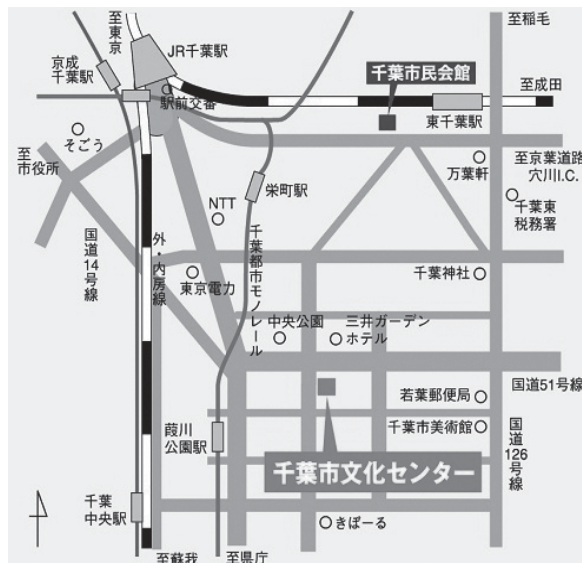 至東京
JR千葉駅
京成
千葉駅
駅前交番
至稲毛
千葉市民会館
至成田
東千葉駅
そごう
至
市役所
万葉軒
至京葉道路
穴川I.C.
栄町駅
NTT
千葉東
税務署
国道14号線
外・内房線
千葉都市モノレール
東京電力
千葉神社
中央公園
三井ガーデン
ホテル
国道51号線
若葉郵便局
千葉市美術館
葭川
公園駅
千葉市文化センター
国道126号線
千葉
中央駅
きぼーる
至蘇我
至県庁